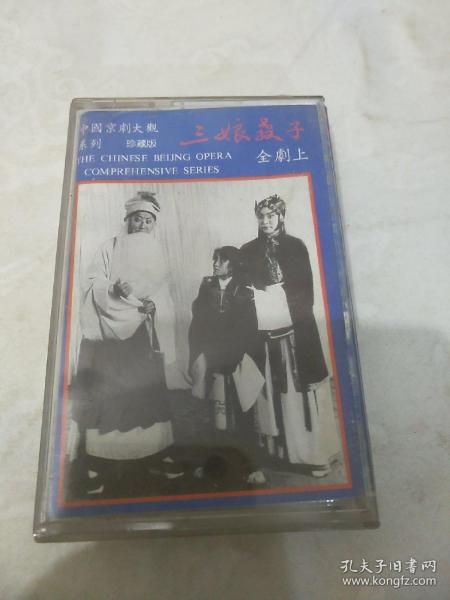 中國京劇大觀
系列 珍藏版
THE CHINESE BEIJNG OPERA
COMPREHENSIVE SERIES
三娘教子
全劇上
孔夫子旧书网
www.kongfz.com